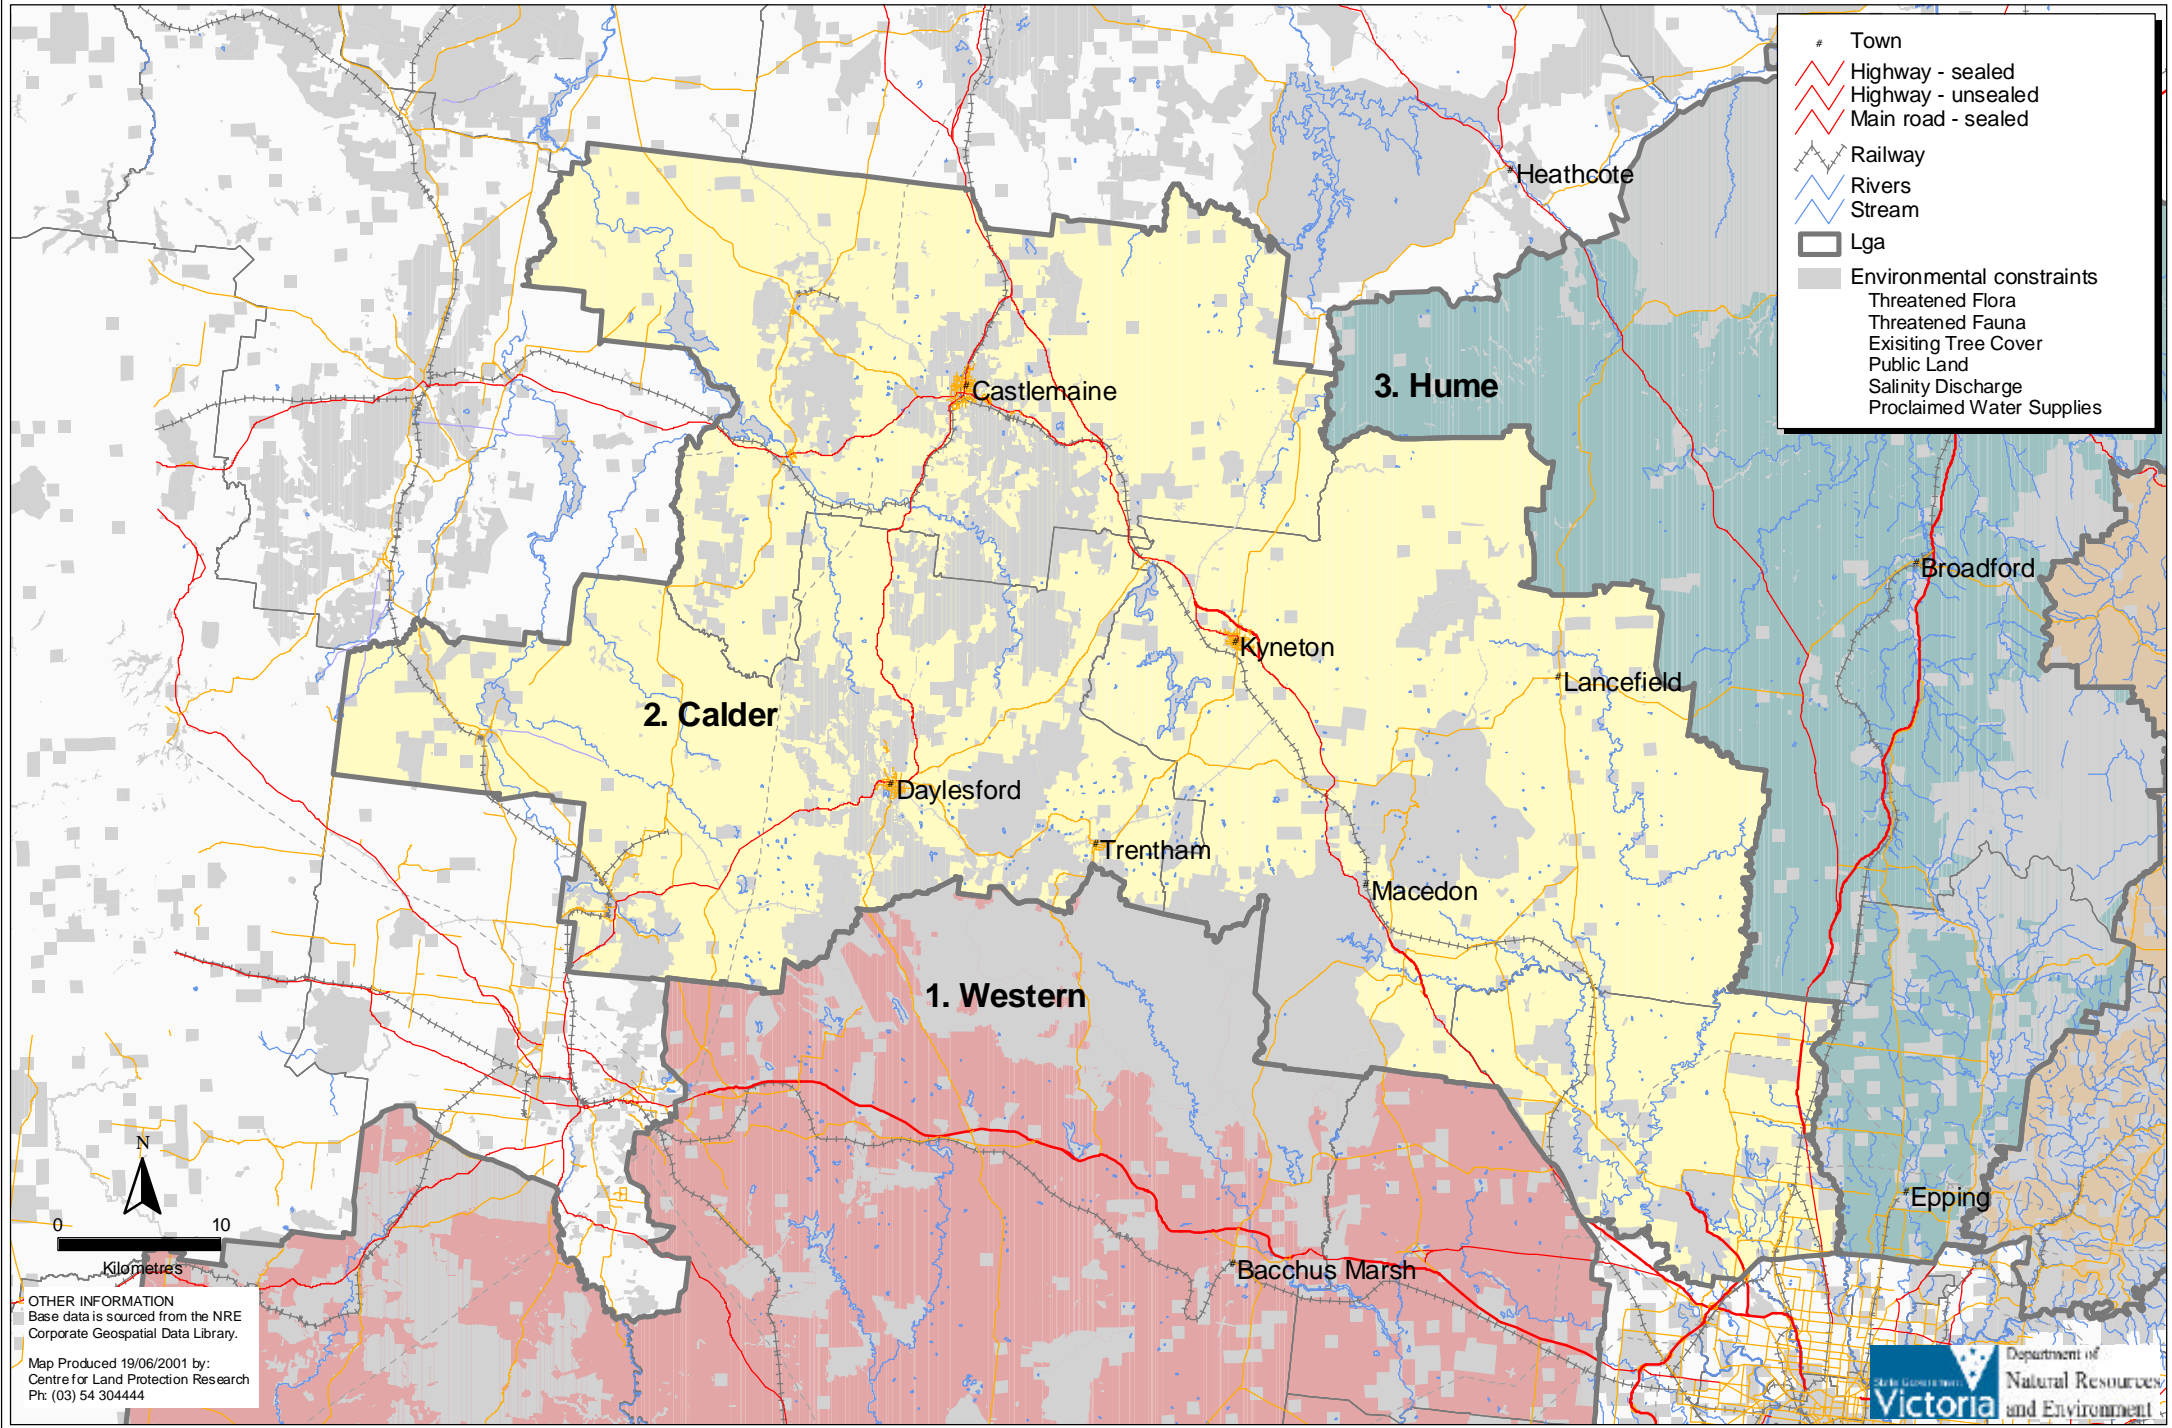 Town
Highway - sealed
Highway - unsealed
Main road - sealed
Railway
Rivers
Stream
Lga
Environmental constraints
Threatened Flora
Threatened Fauna
Exisiting Tree Cover
Public Land
Salinity Discharge
Proclaimed Water Supplies
Heathcote
3. Hume
Castlemaine
Broadford
Kyneton
Lancefield
2. Calder
Daylesford
Trentham
Macedon
1. Western
Epping
Bacchus Marsh
N
0 10
Kilometres
OTHER INFORMATION
Base data is sourced from the NRE
Corporate Geospatial Data Library.
Map Produced 19/06/2001 by:
Centre for Land Protection Research
Ph: (03) 54 304444
State Government
Victoria
Department of
Natural Resources
and Environment